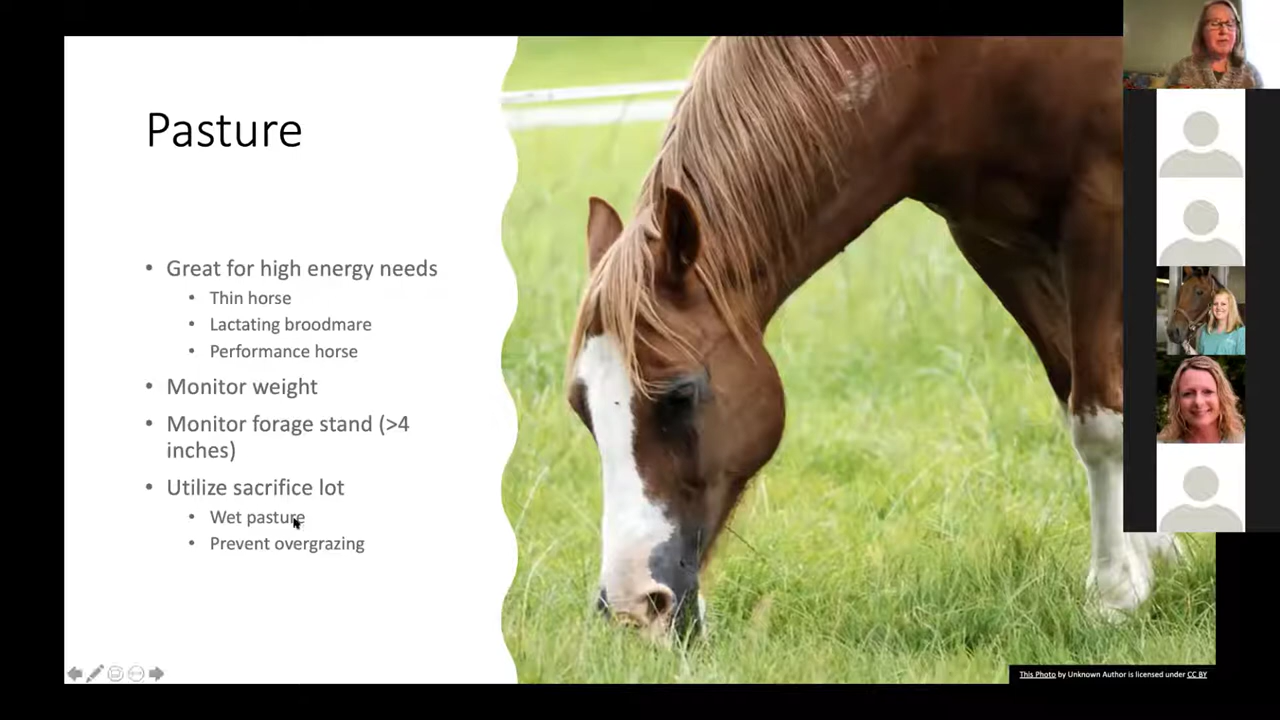 Pasture
• Great for high energy needs
• Thin horse
• Lactating broodmare
• Performance horse
• Monitor weight
• Monitor forage stand (>4
inches)
• Utilize sacrifice lot
• Wet pasture
• Prevent overgrazing
This Photo by Unknown Author is licensed under CC BY